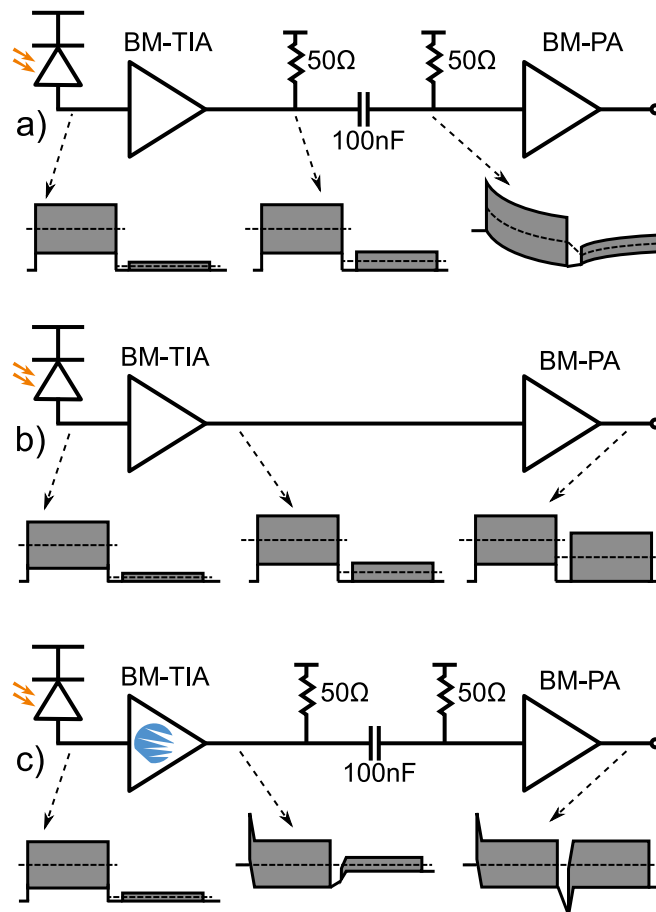 BM-TIA
BM-PA
50Ω
50Ω
a)
100nF
BM-TIA
BM-PA
b)
BM-TIA
BM-PA
50Ω
50Ω
c)
100nF